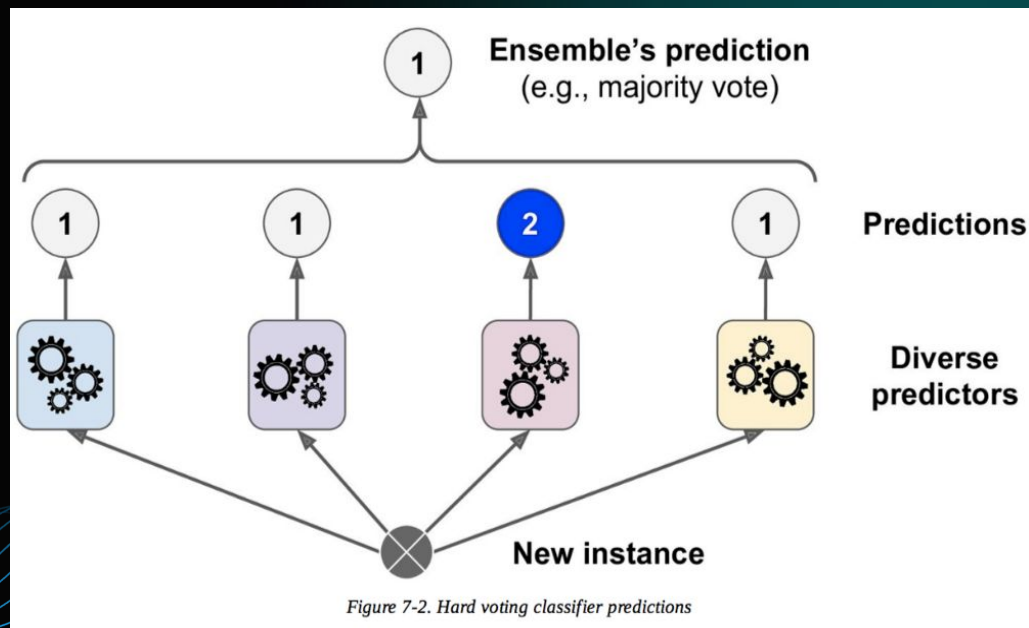 1
Ensemble's prediction
(e.g., majority vote)
1 1 2 1 Predictions
Diverse
predictors
New instance
Figure 7-2. Hard voting classifier predictions